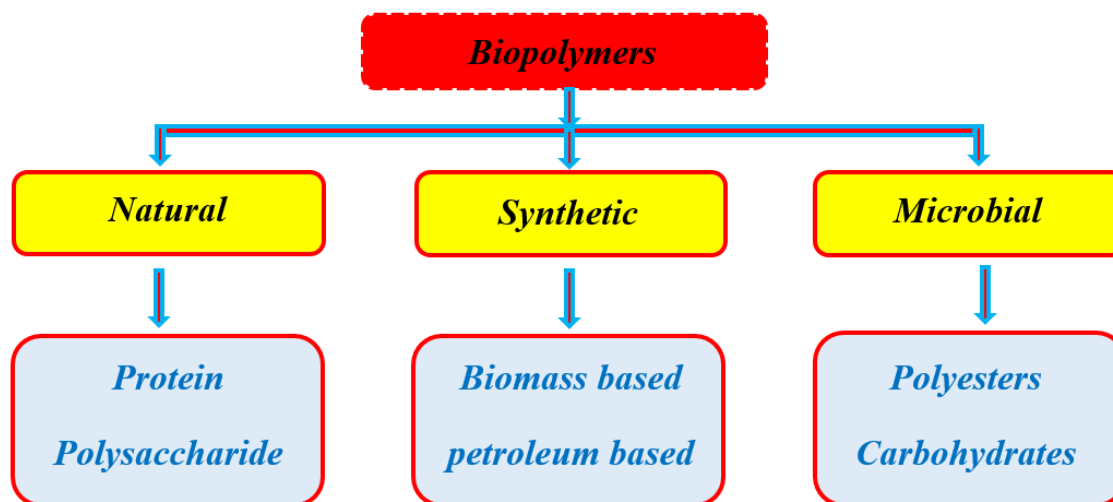 Biopolymers
Natural
Synthetic
Microbial
Protein
Polysaccharide
Biomass based
petroleum based
Polyesters
Carbohydrates